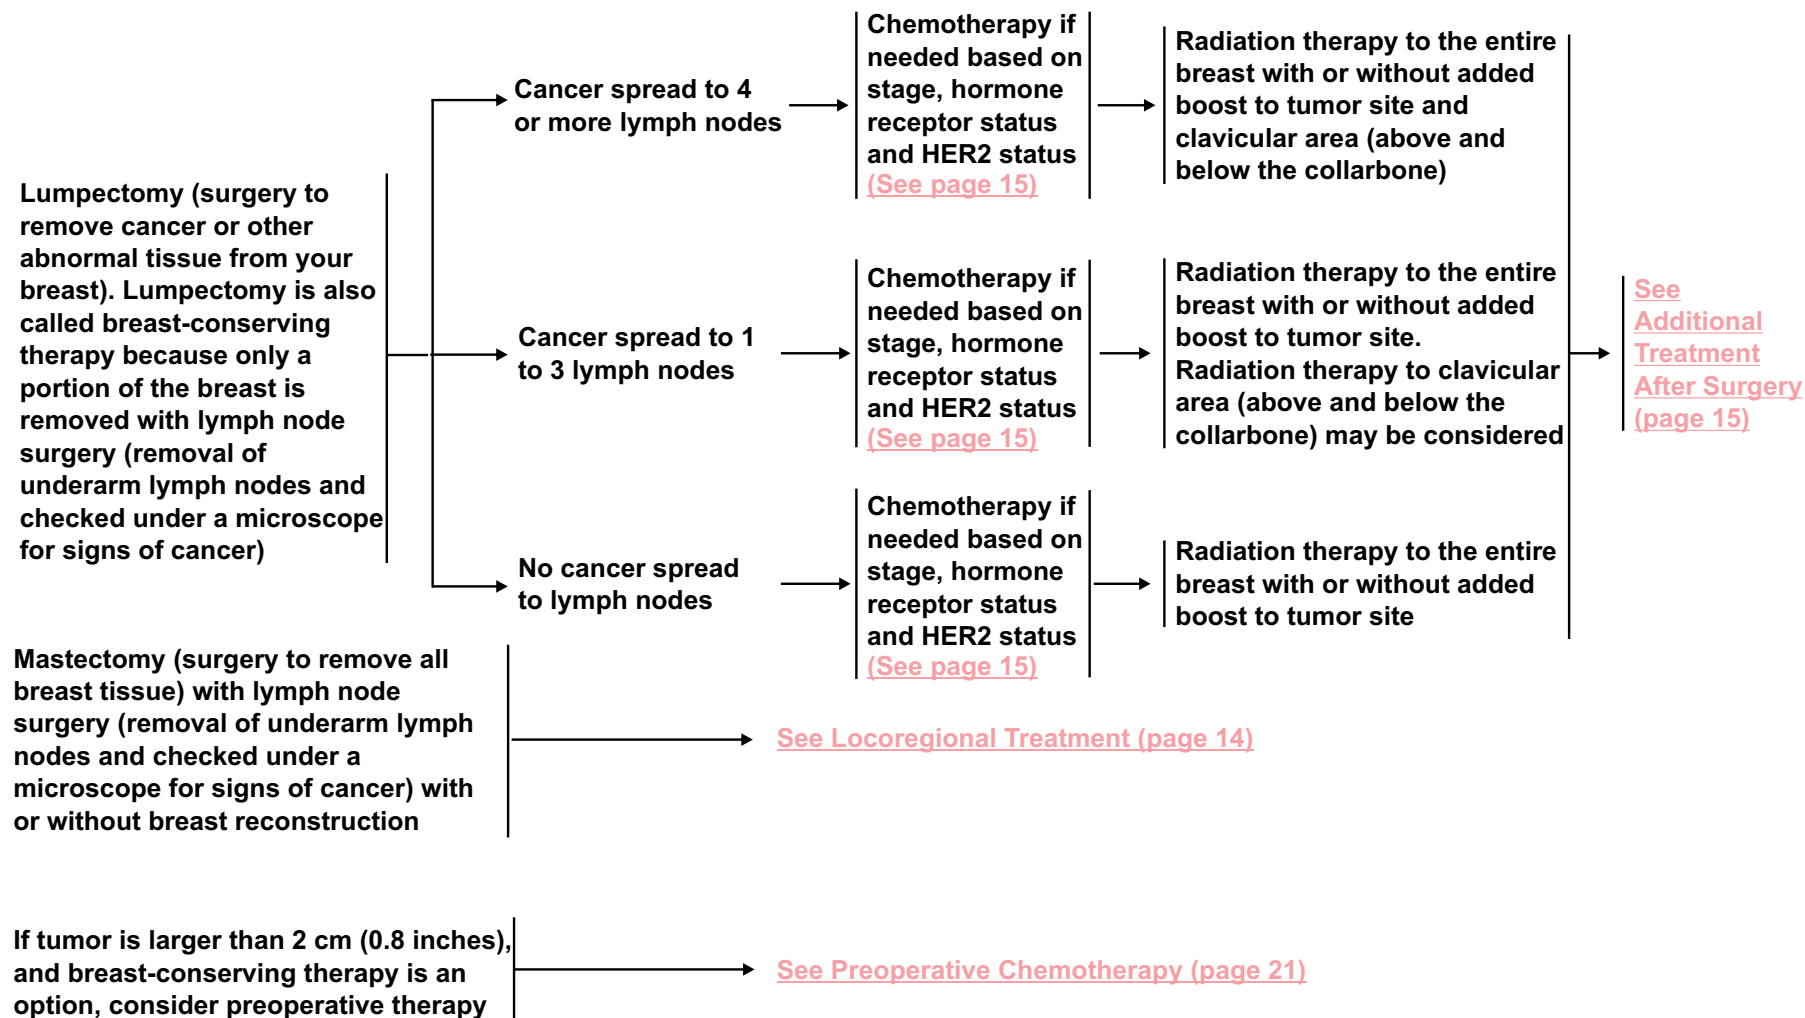 Lumpectomy (surgery to
remove cancer or other
abnormal tissue from your
breast). Lumpectomy is also
called breast-conserving
therapy because only a
portion of the breast is
removed with lymph node
surgery (removal of
underarm lymph nodes and
checked under a microscope
for signs of cancer)
Cancer spread to 4
or more lymph nodes
Chemotherapy if
needed based on
stage, hormone
receptor status
and HER2 status
(See page 15)
Radiation therapy to the entire
breast with or without added
boost to tumor site and
clavicular area (above and
below the collarbone)
Cancer spread to 1
to 3 lymph nodes
Chemotherapy if
needed based on
stage, hormone
receptor status
and HER2 status
(See page 15)
Radiation therapy to the entire
breast with or without added
boost to tumor site.
Radiation therapy to clavicular
area (above and below the
collarbone) may be considered
No cancer spread
to lymph nodes
Chemotherapy if
needed based on
stage, hormone
receptor status
and HER2 status
(See page 15)
Radiation therapy to the entire
breast with or without added
boost to tumor site
See
Additional
Treatment
After Surgery
(page 15)
Mastectomy (surgery to remove all
breast tissue) with lymph node
surgery (removal of underarm lymph
nodes and checked under a
microscope for signs of cancer) with
or without breast reconstruction
See Locoregional Treatment (page 14)
If tumor is larger than 2 cm (0.8 inches),
and breast-conserving therapy is an
option, consider preoperative therapy
See Preoperative Chemotherapy (page 21)